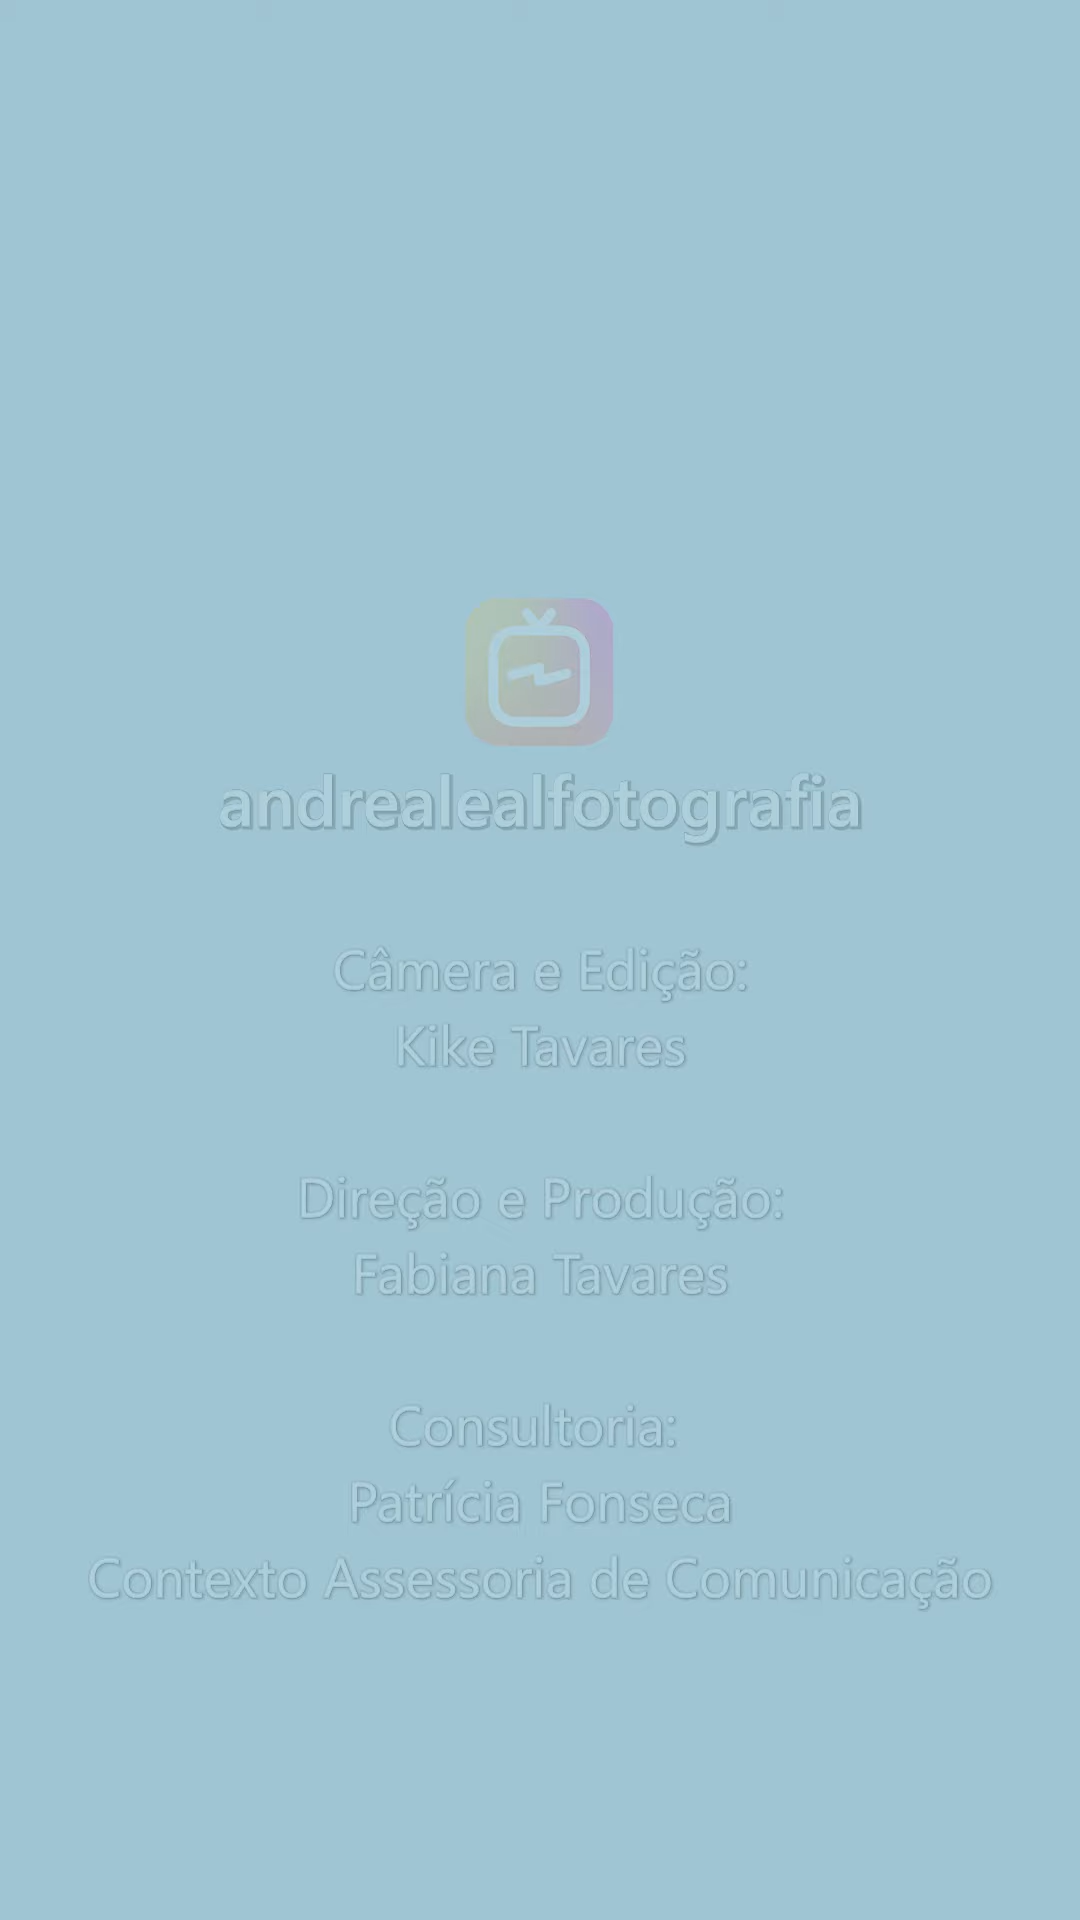 andrealealfotografia
Câmera e Edição:
Kike Tavares
Direção e Produção:
Fabiana Tavares
Consultoria:
Patrícia Fonseca
Contexto Assessoria de Comunicação